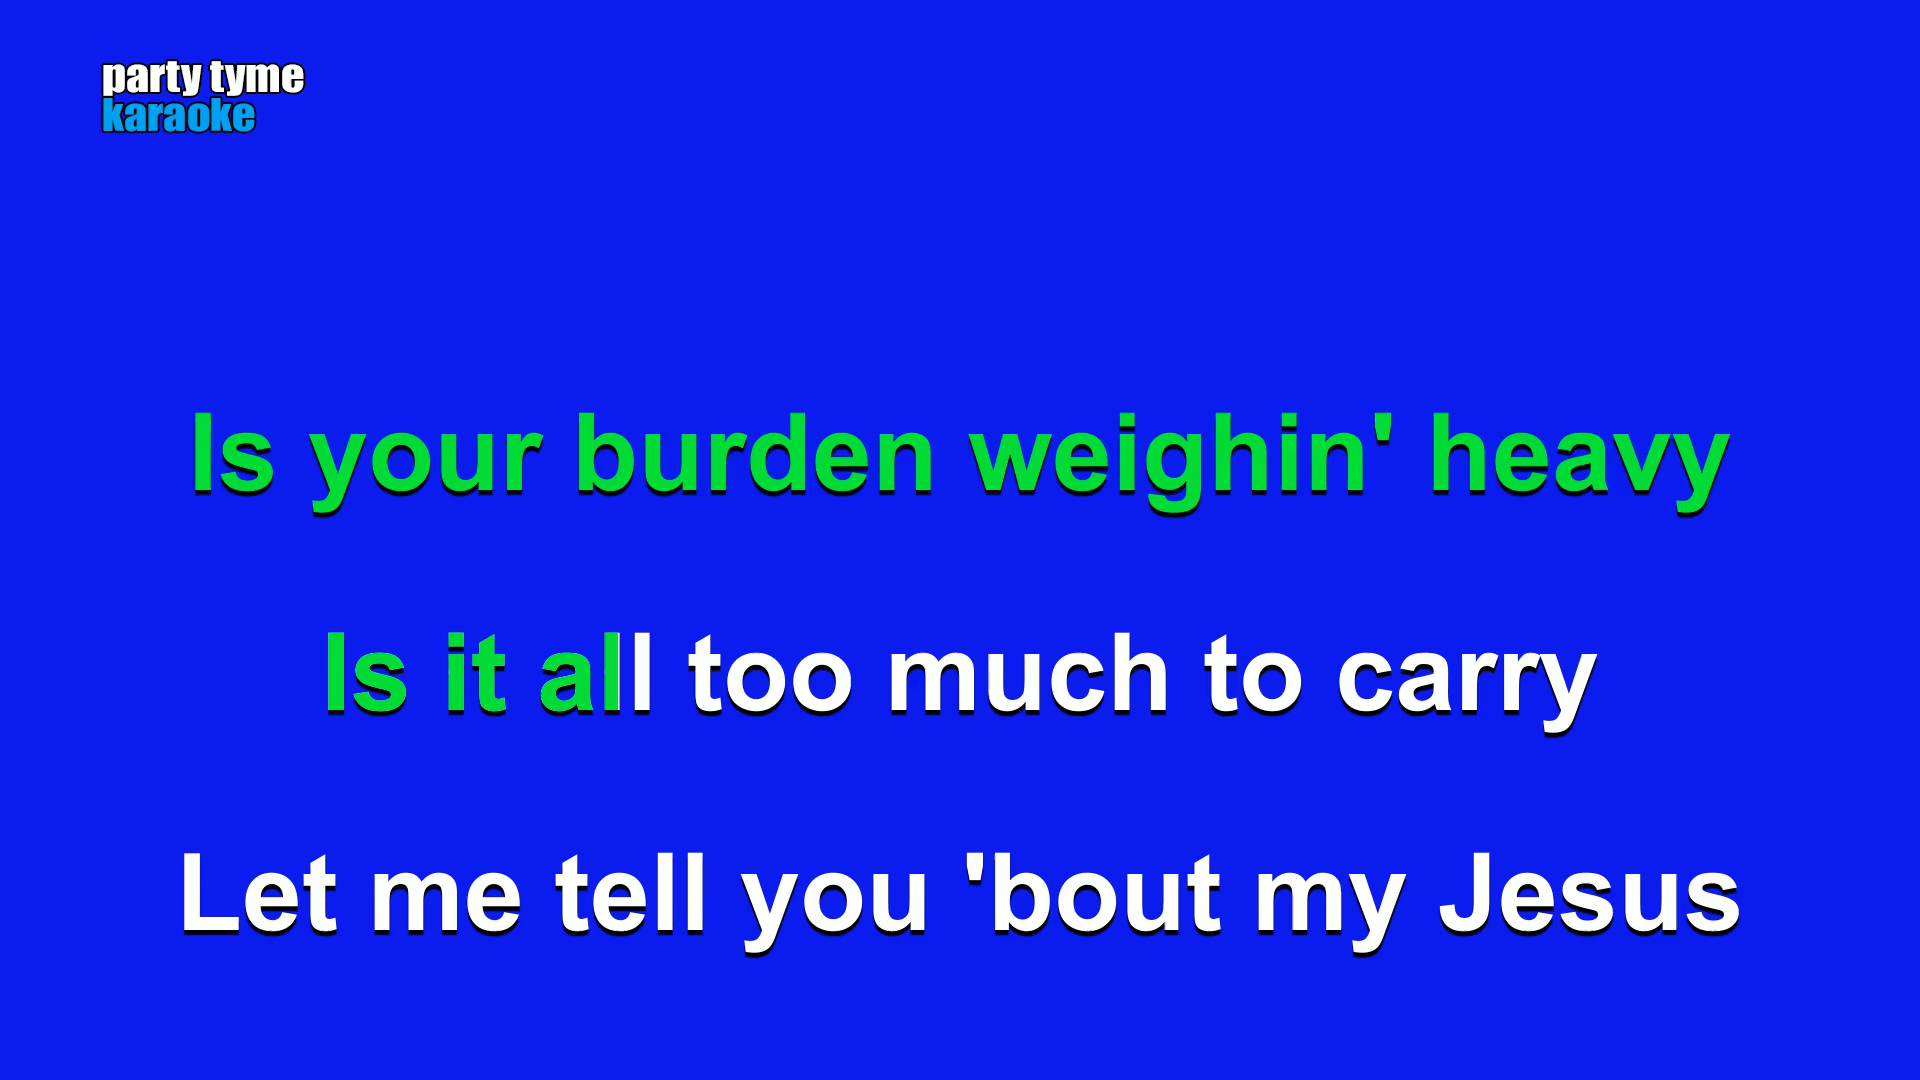 party tyme
karaoke
Is your burden weighin' heavy
Is it all too much to carry
Let me tell you 'bout my Jesus